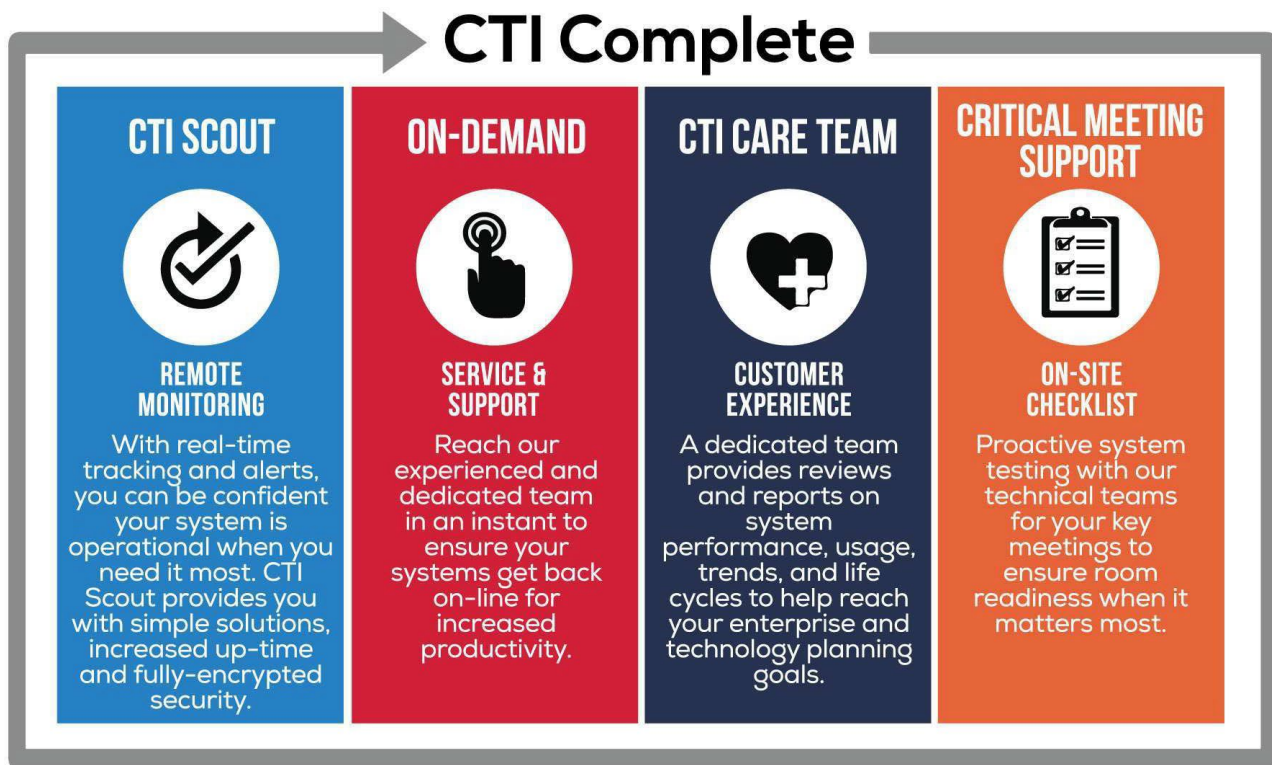 CTI Complete
CTI SCOUT
REMOTE
MONITORING
With real-time
tracking and alerts,
you can be confident
your system is
operational when you
need it most. CTI
Scout provides you
with simple solutions,
increased up-time
and fully-encrypted
security.
ON-DEMAND
SERVICE &
SUPPORT
Reach our
experienced and
dedicated team
in an instant to
ensure your
systems get back
on-line for
increased
productivity.
CTI CARE TEAM
CUSTOMER
EXPERIENCE
A dedicated team
provides reviews
and reports on
system
performance, usage,
trends, and life
cycles to help reach
your enterprise and
technology planning
goals.
CRITICAL MEETING
SUPPORT
ON-SITE
CHECKLIST
Proactive system
testing with our
technical teams
for your key
meetings to
ensure room
readiness when it
matters most.